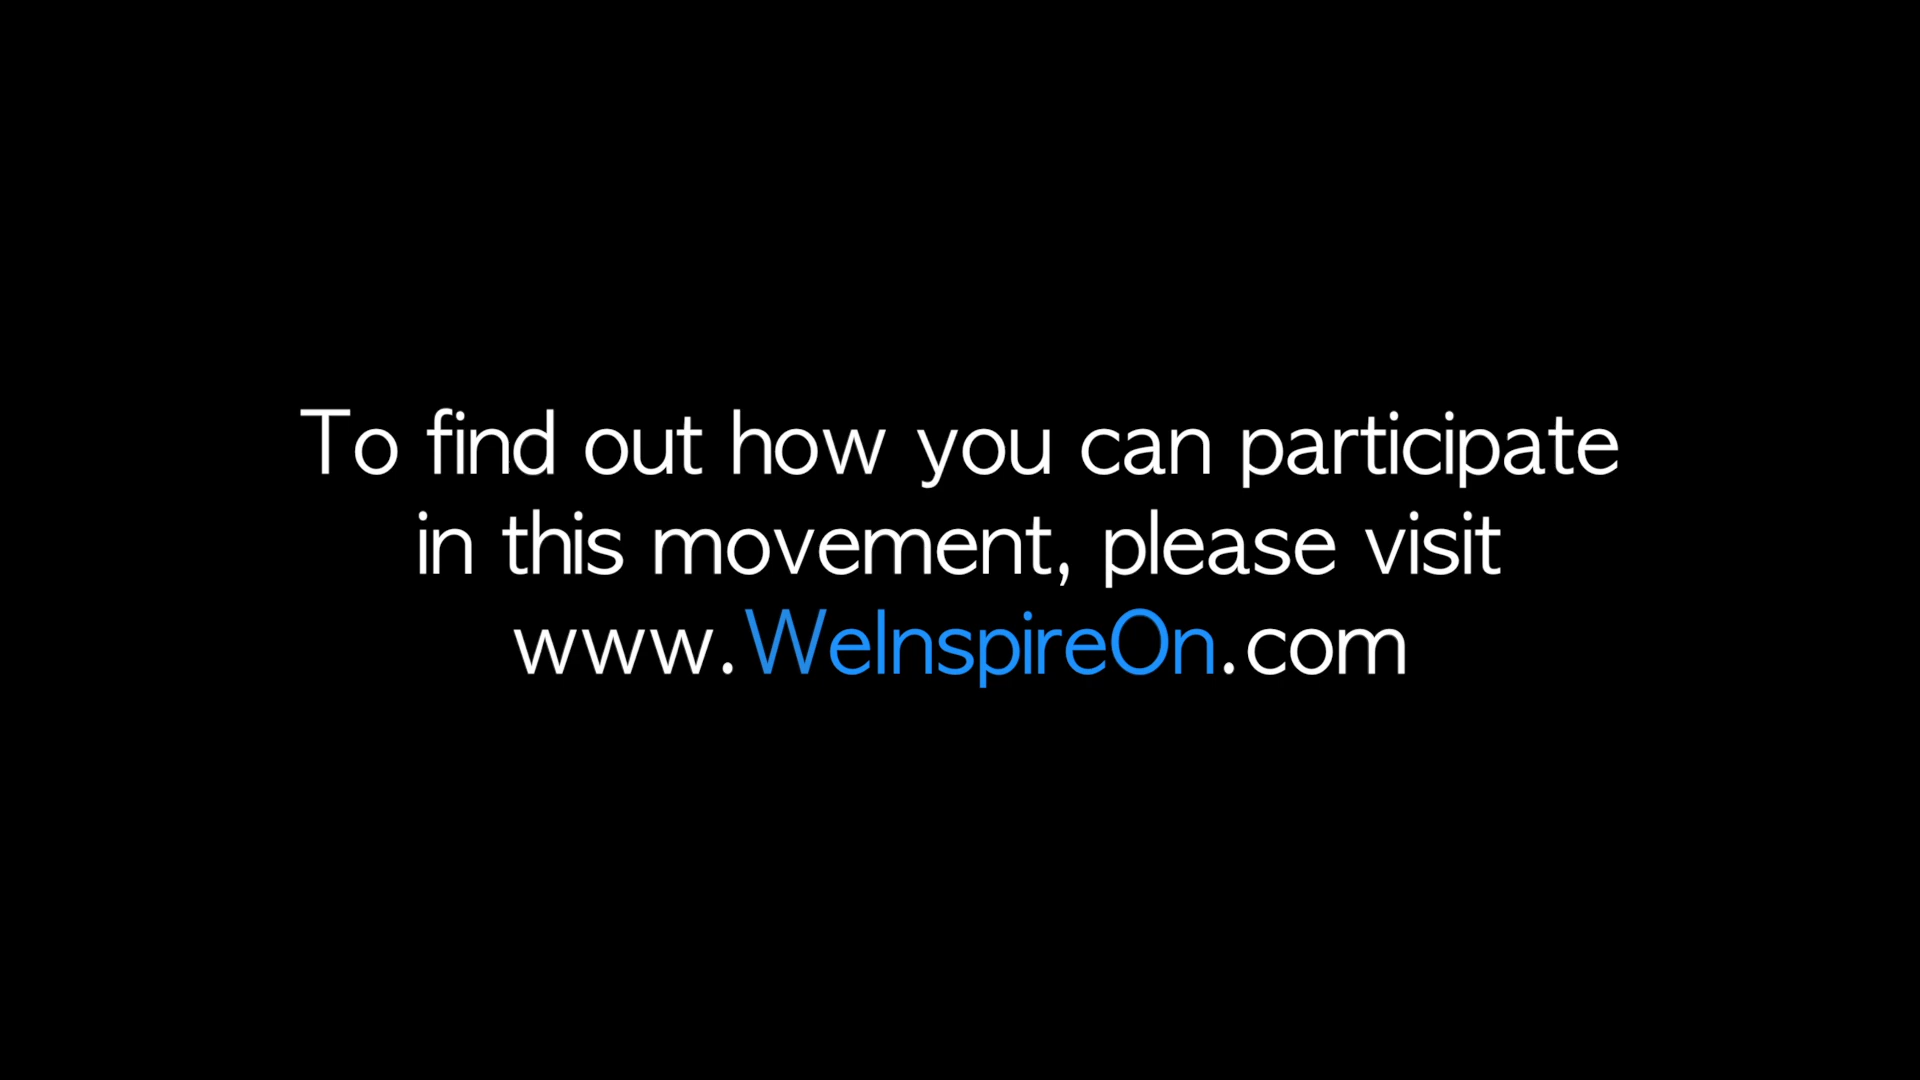 To find out how you can participate
in this movement, please visit
www.WeInspireOn.com